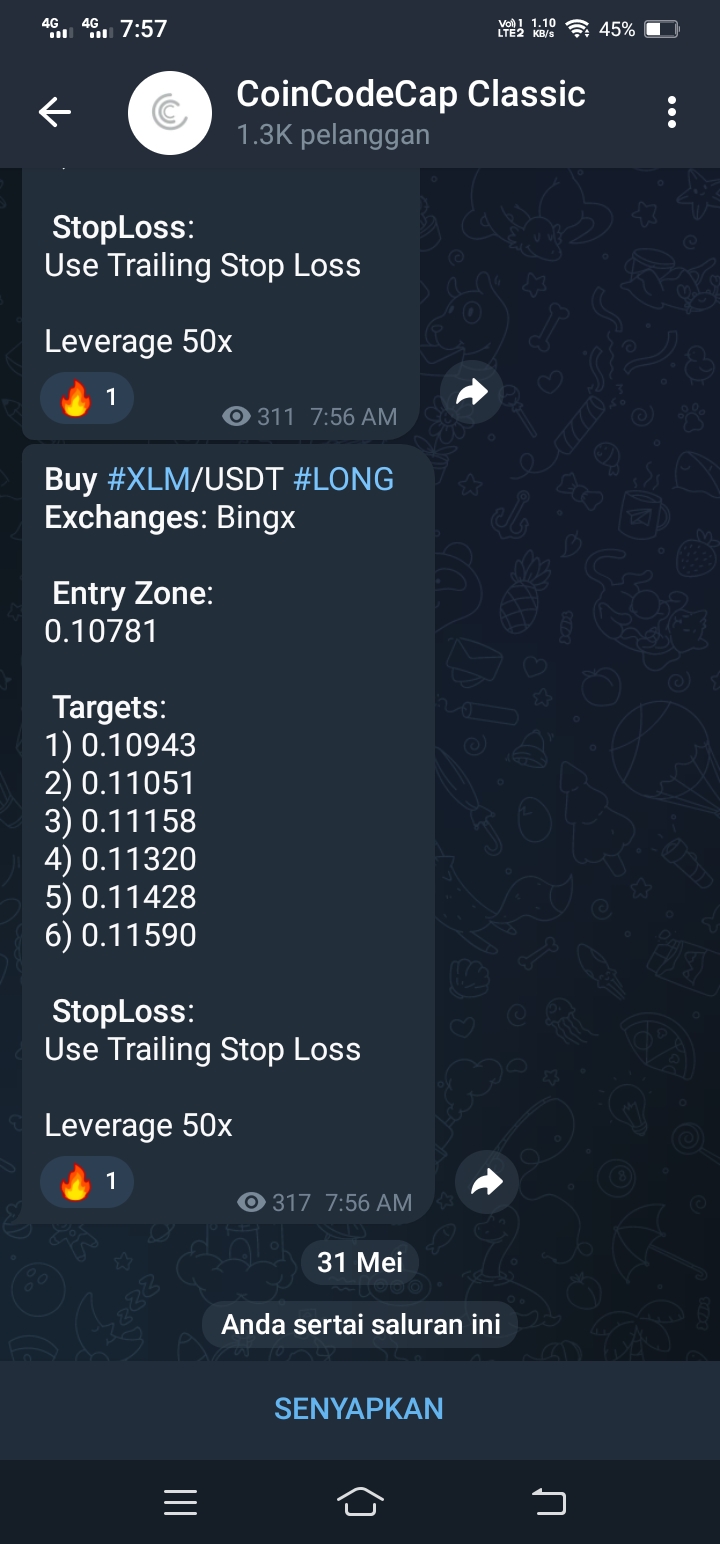 4G 4G 7:57 Vo)) 1 LTE2 1.10 KB/s 45%
CoinCodeCap Classic
1.3K pelanggan
StopLoss:
Use Trailing Stop Loss
Leverage 50x
1
311 7:56 AM
Buy #XLM/USDT #LONG
Exchanges: Bingx
Entry Zone:
0.10781
Targets:
1) 0.10943
2) 0.11051
3) 0.11158
4) 0.11320
5) 0.11428
6) 0.11590
StopLoss:
Use Trailing Stop Loss
Leverage 50x
1
317 7:56 AM
31 Mei
Anda sertai saluran ini
SENYAPKAN